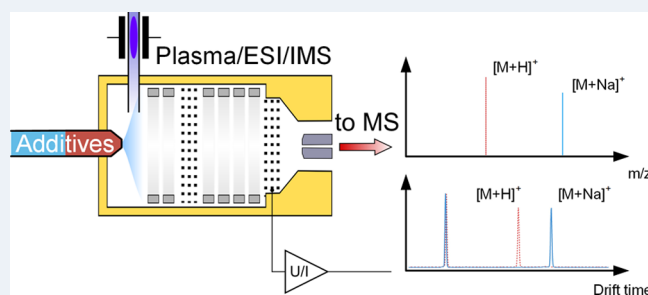 Plasma/ESI/IMS
Additives
to MS
U/I
[M+H]⁺
[M+Na]⁺
m/z
[M+H]⁺
[M+Na]⁺
Drift time